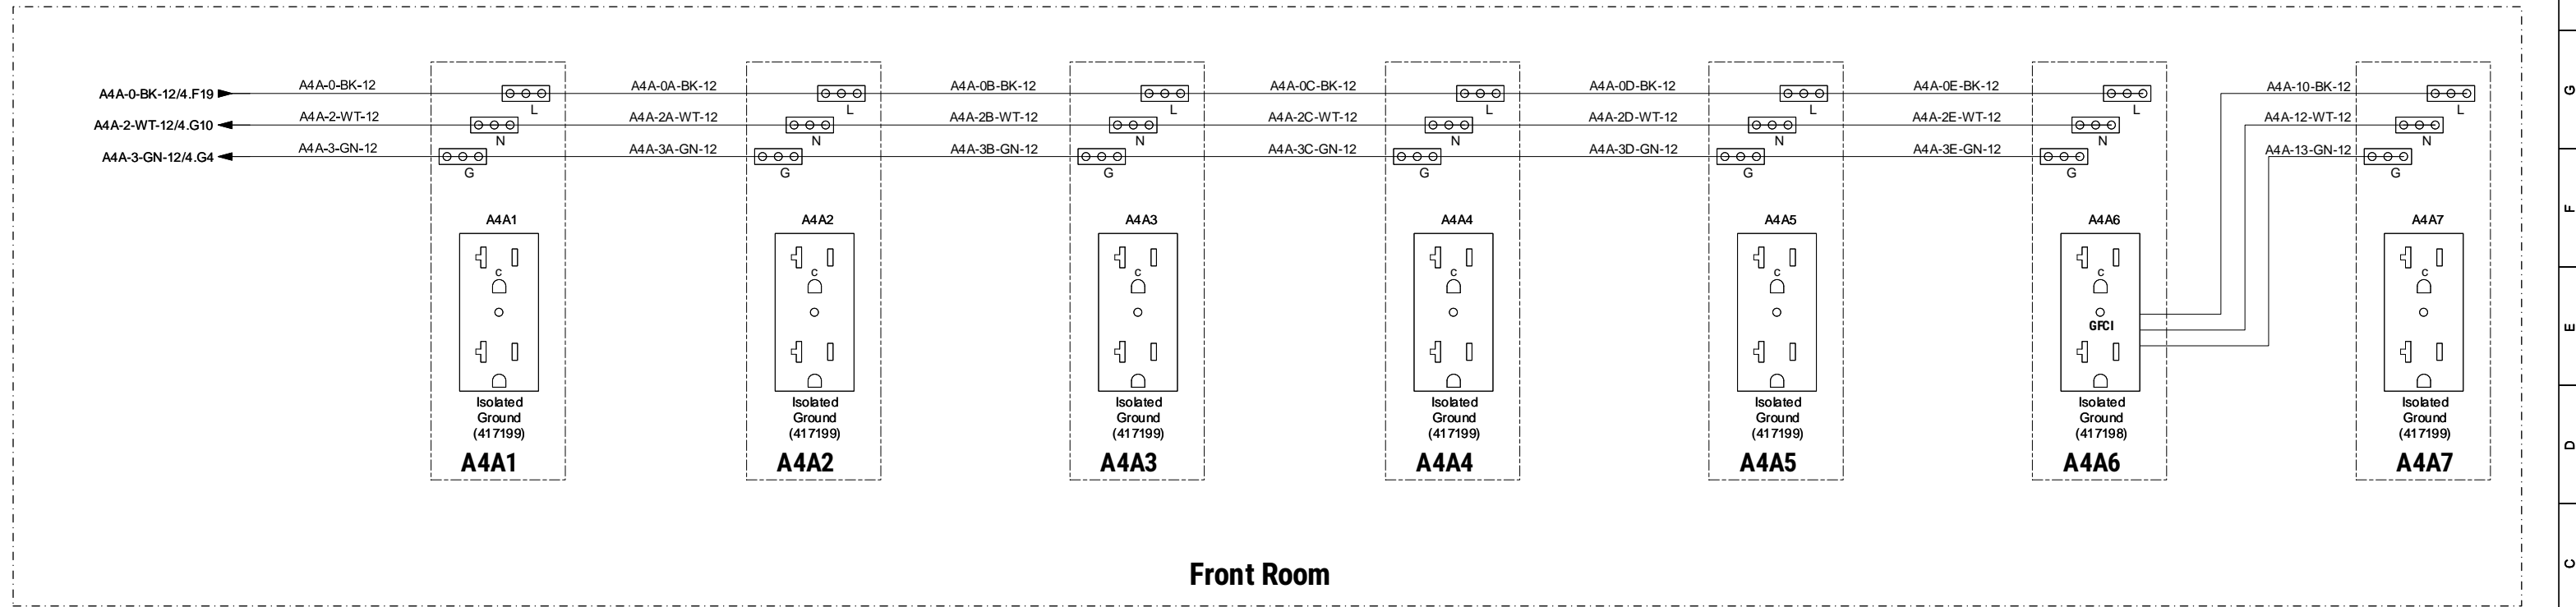 A4A-0-BK-12/4.F19
A4A-0-BK-12
A4A-0A-BK-12
A4A-0B-BK-12
A4A-0C-BK-12
A4A-0D-BK-12
A4A-0E-BK-12
A4A-10-BK-12
G
L
L
L
L
L
L
L
A4A-2-WT-12/4.G10
A4A-2-WT-12
A4A-2A-WT-12
A4A-2B-WT-12
A4A-2C-WT-12
A4A-2D-WT-12
A4A-2E-WT-12
A4A-12-WT-12
N
N
N
N
N
N
N
A4A-3-GN-12/4.G4
A4A-3-GN-12
A4A-3A-GN-12
A4A-3B-GN-12
A4A-3C-GN-12
A4A-3D-GN-12
A4A-3E-GN-12
A4A-13-GN-12
G
G
G
G
G
G
G
F
A4A1
A4A2
A4A3
A4A4
A4A5
A4A6
A4A7
C
C
C
C
C
C
C
GFCI
E
Isolated
Ground
(417199)
A4A1
Isolated
Ground
(417199)
A4A2
Isolated
Ground
(417199)
A4A3
Isolated
Ground
(417199)
A4A4
Isolated
Ground
(417199)
A4A5
Isolated
Ground
(417198)
A4A6
Isolated
Ground
(417199)
A4A7
D
Front Room
C